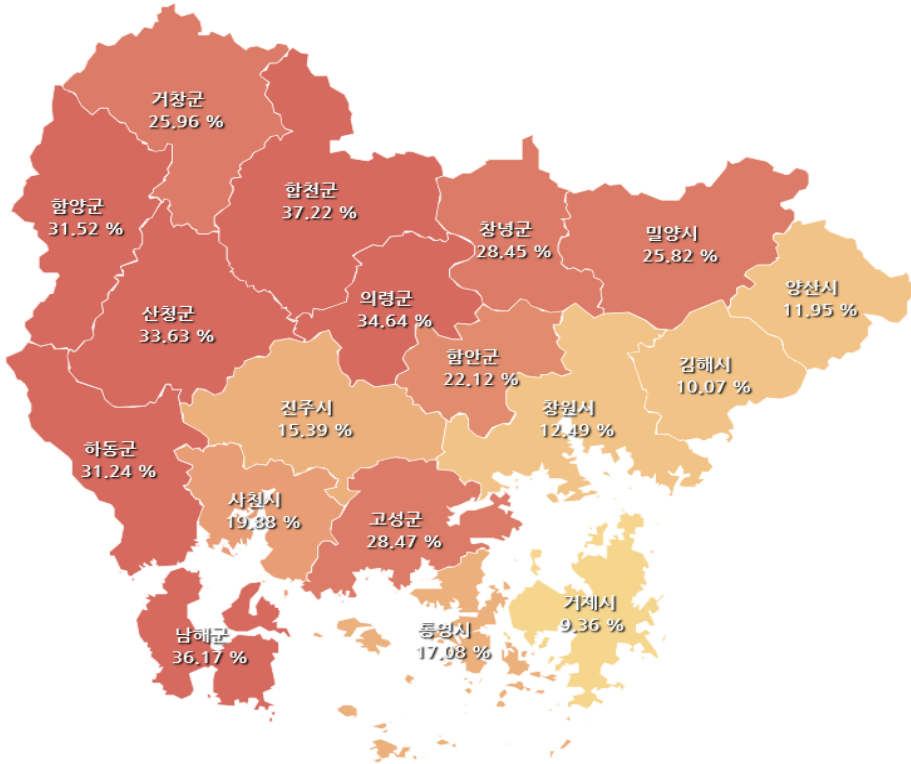 거창군
25.96 %
합천군
37.22 %
함양군
31.52 %
창녕군
28.45 %
밀양시
25.82 %
양산시
11.95 %
의령군
34.64 %
산청군
33.63 %
함안군
22.12 %
김해시
10.07 %
진주시
15.39 %
창원시
12.49 %
하동군
31.24 %
사천시
19.88 %
고성군
28.47 %
거제시
9.36 %
통영시
17.08 %
남해군
36.17 %